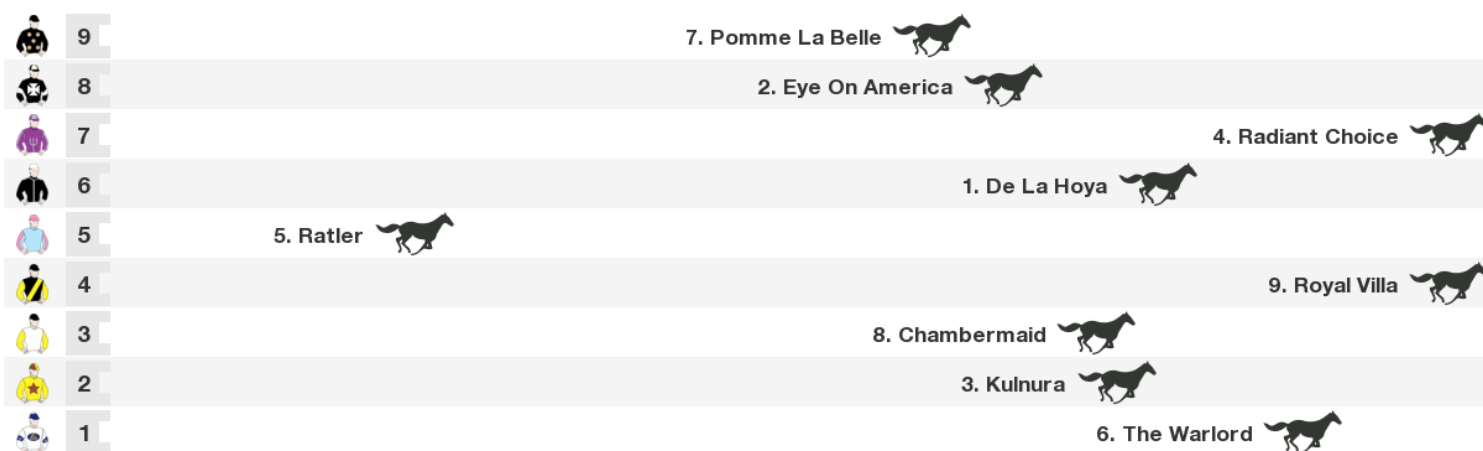 9 7. Pomme La Belle
8 2. Eye On America
7 4. Radiant Choice
6 1. De La Hoya
5 5. Ratler
4 9. Royal Villa
3 8. Chambermaid
2 3. Kulnura
1 6. The Warlord